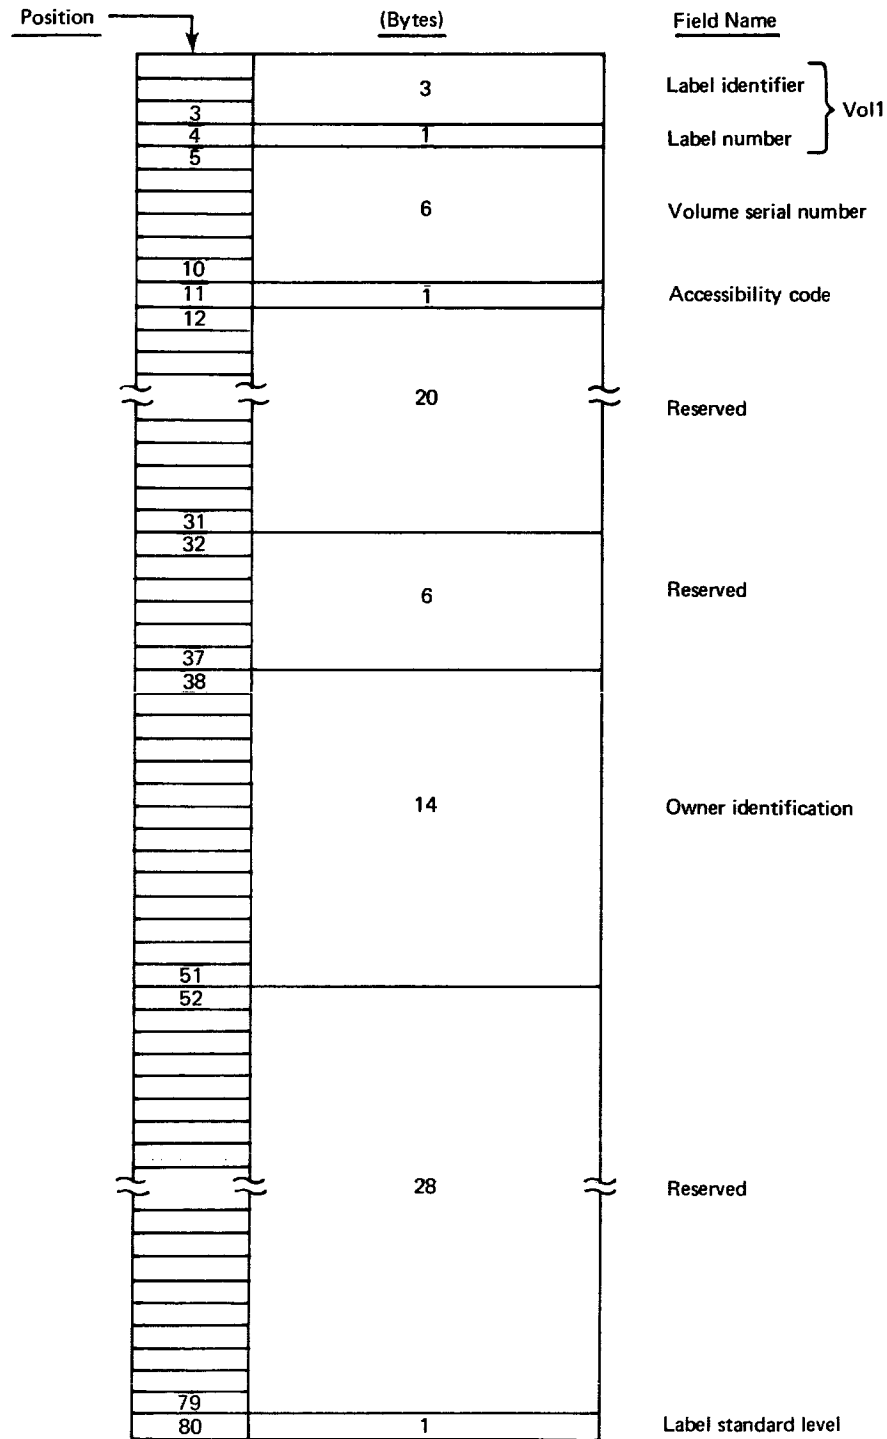 Position (Bytes) Field Name
3 Label identifier
Vol1
3
4 1 Label number
5
6 Volume serial number
10
11 1 Accessibility code
12
20 Reserved
31
32
6 Reserved
37
38
14 Owner identification
51
52
28 Reserved
79
80 1 Label standard level